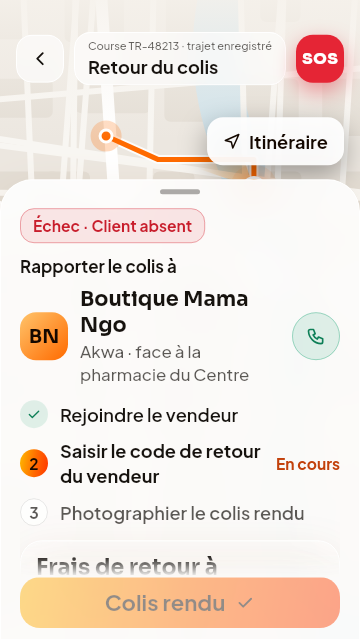 Course TR-48213 · trajet enregistré
Retour du colis
SOS
Itinéraire
Échec · Client absent
Rapporter le colis à
BN
Boutique Mama
Ngo
Akwa · face à la
pharmacie du Centre
Rejoindre le vendeur
2
Saisir le code de retour
du vendeur
En cours
3
Photographier le colis rendu
Frais de retour à
Colis rendu